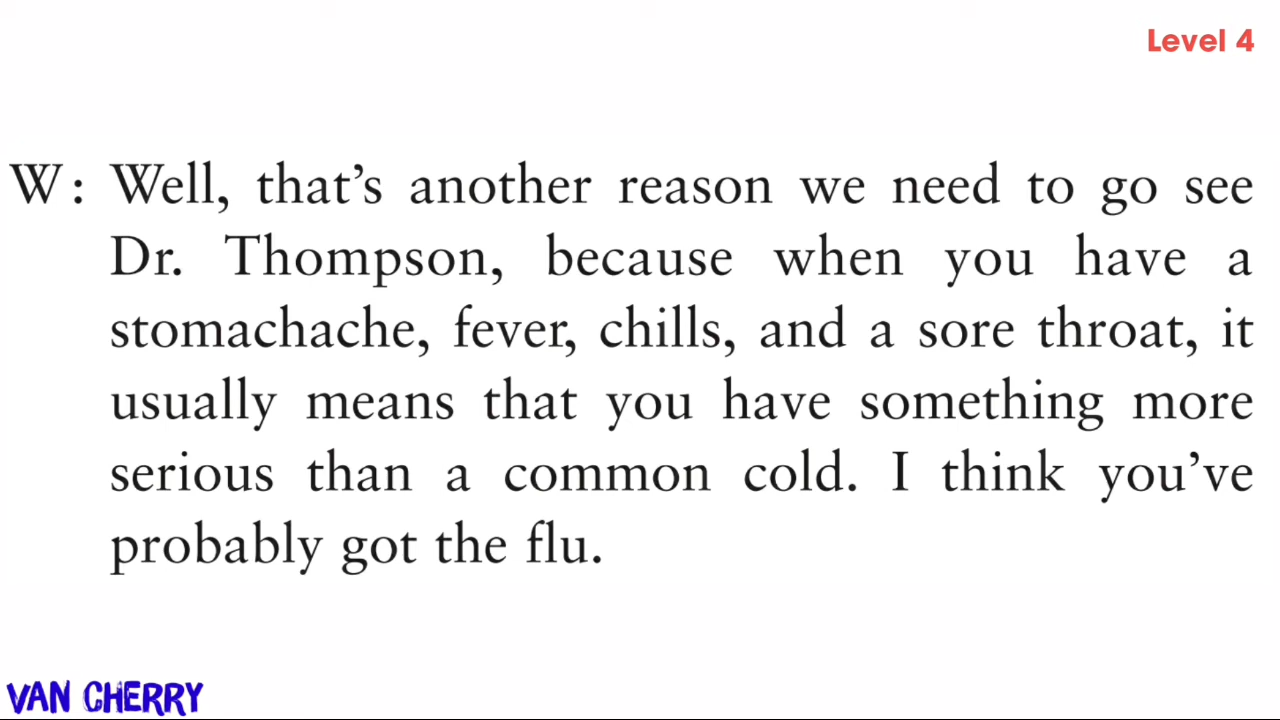 Level 4
W: Well, that’s another reason we need to go see
Dr. Thompson, because when you have a
stomachache, fever, chills, and a sore throat, it
usually means that you have something more
serious than a common cold. I think you’ve
probably got the flu.
VAN CHERRY